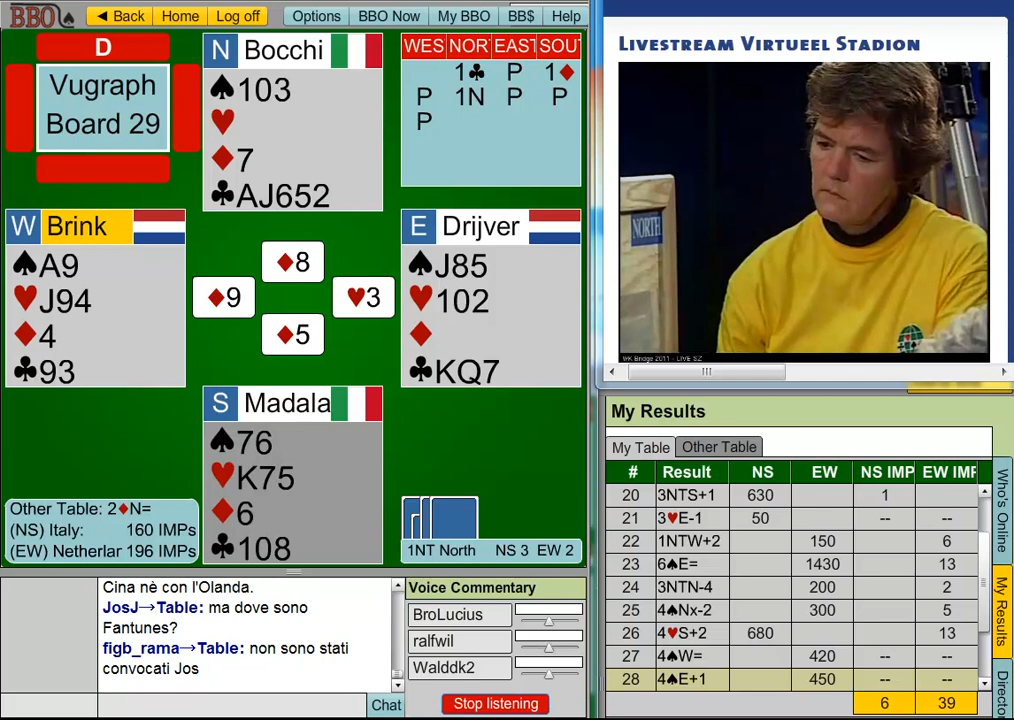 BBO♠ ◄ Back Home Log off Options BBO Now My BBO BB$ Help
D
Vugraph
Board 29
N Bocchi
♠103
♥
♦7
♣AJ652
WES NOR EAST SOU
1♣ P 1♦
P 1N P P
P
W Brink
♠A9
♥J94
♦4
♣93
♦8
♦9
♥3
♦5
E Drijver
♠J85
♥102
♦
♣KQ7
S Madala
♠76
♥K75
♦6
♣108
Other Table: 2♦N=
(NS) Italy: 160 IMPs
(EW) Netherlar 196 IMPs
1NT North NS 3 EW 2
Cina nè con l'Olanda.
JosJ→Table: ma dove sono
Fantunes?
figb_rama→Table: non sono stati
convocati Jos
Chat
Voice Commentary
BroLucius
ralfwil
Walddk2
Stop listening
Livestream Virtueel Stadion
NORTH
WK Bridge 2011 - LIVE SZ
My Results
My Table Other Table
# Result NS EW NS IMP EW IMF
20 3NTS+1 630 1
21 3♥E-1 50 -- --
22 1NTW+2 150 6
23 6♠E= 1430 13
24 3NTN-4 200 2
25 4♠Nx-2 300 5
26 4♥S+2 680 13
27 4♠W= 420 -- --
28 4♠E+1 450 -- --
6 39
Who's Online
My Results
Director